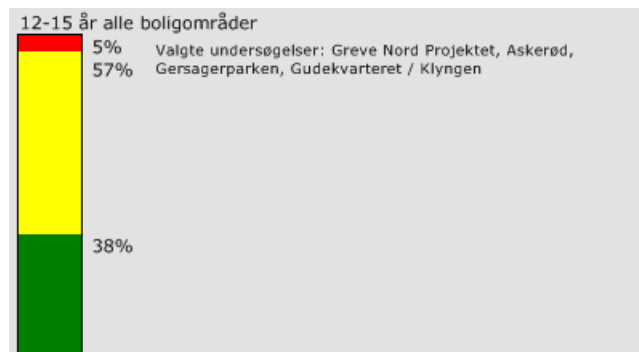 12-15 år alle boligområder
5%
Valgte undersøgelser: Greve Nord Projektet, Askerød,
57%
Gersagerparken, Gudekvarteret / Klyngen
38%